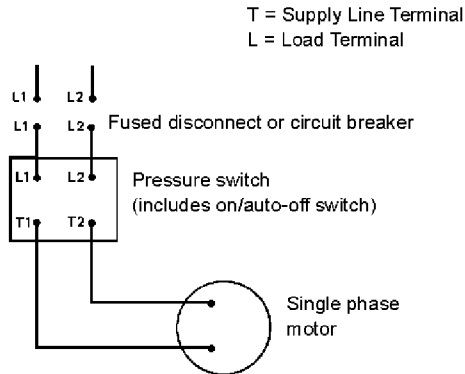 T = Supply Line Terminal
L = Load Terminal
L1 L2
L1 L2 Fused disconnect or circuit breaker
L1 L2 Pressure switch
(includes on/auto-off switch)
T1 T2
Single phase
motor